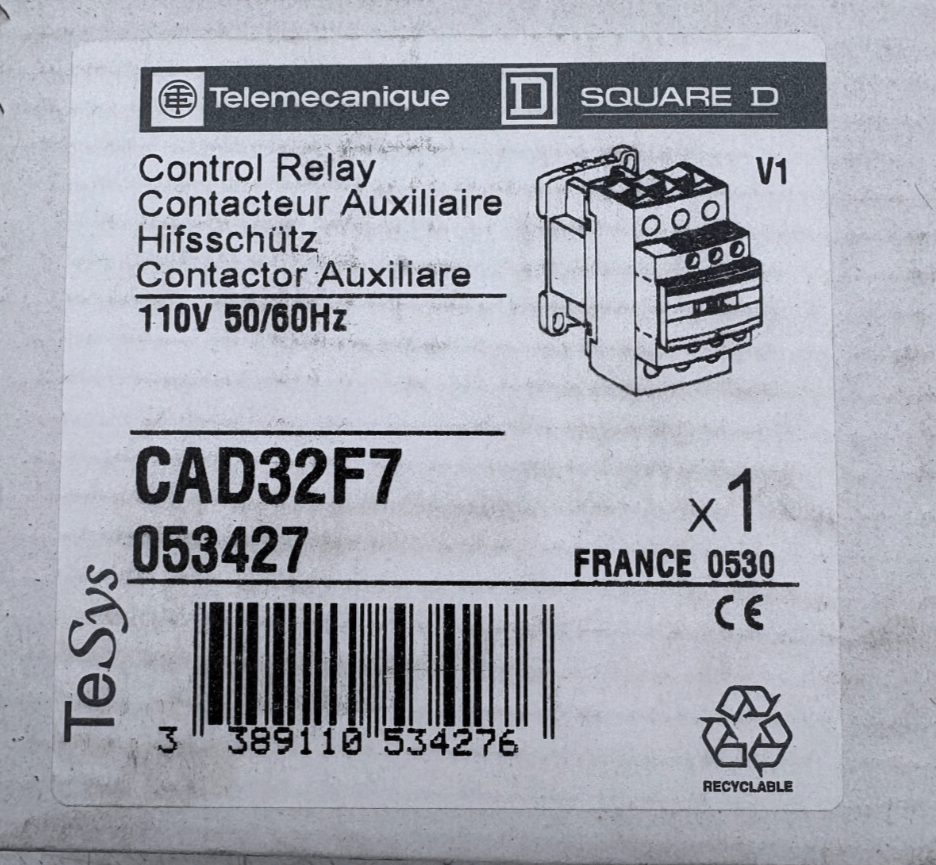 Telemecanique D SQUARE D
Control Relay
Contacteur Auxiliaire
Hifsschütz
Contactor Auxiliare
110V 50/60Hz
V1
CAD32F7
053427
x 1
FRANCE 0530
CE
TeSys
3 389110 534276
RECYCLABLE